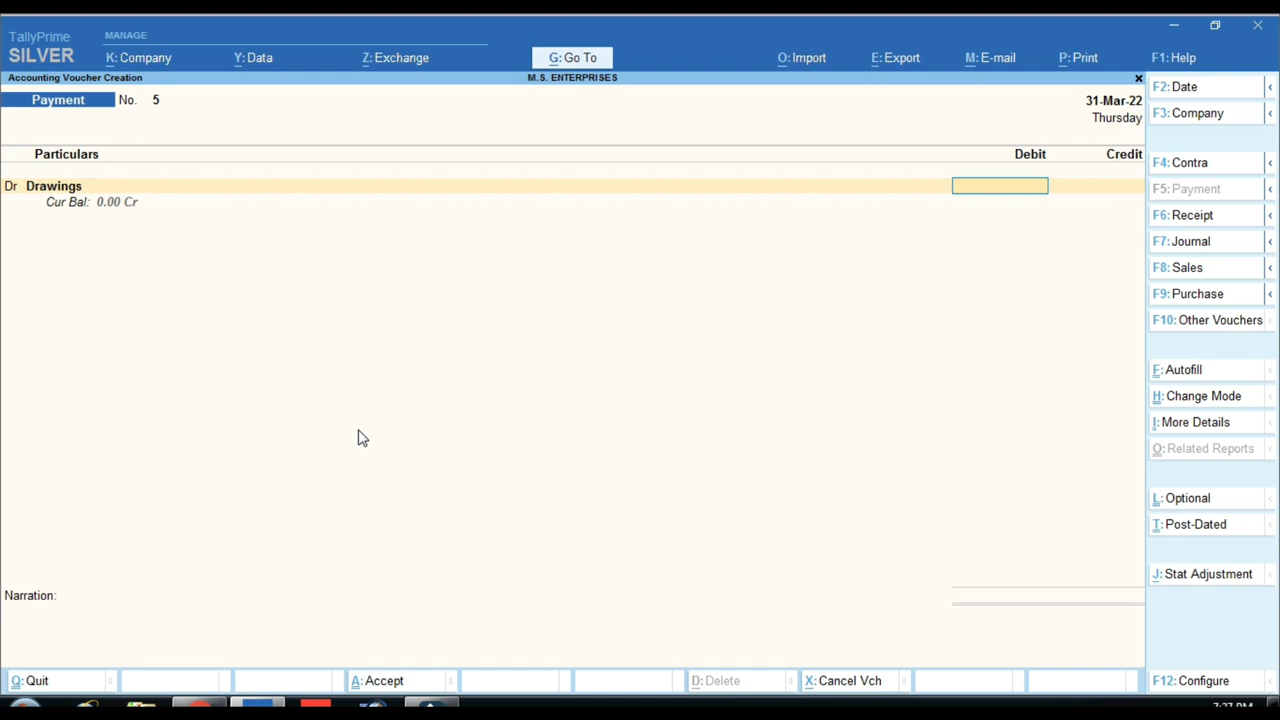 TallyPrime
SILVER
MANAGE
K: Company
Y: Data
Z: Exchange
G: Go To
O: Import
E: Export
M: E-mail
P: Print
F1: Help
Accounting Voucher Creation
M.S. ENTERPRISES
Payment No. 5
31-Mar-22
Thursday
Particulars Debit Credit
Dr Drawings
Cur Bal: 0.00 Cr
Narration:
F2: Date
F3: Company
F4: Contra
F5: Payment
F6: Receipt
F7: Journal
F8: Sales
F9: Purchase
F10: Other Vouchers
F: Autofill
H: Change Mode
I: More Details
O: Related Reports
L: Optional
T: Post-Dated
J: Stat Adjustment
F12: Configure
Q: Quit
A: Accept
D: Delete
X: Cancel Vch
7:27 PM